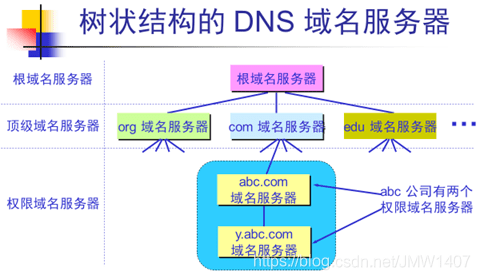 树状结构的 DNS 域名服务器
根域名服务器
根域名服务器
顶级域名服务器
org 域名服务器
com 域名服务器
edu 域名服务器
…
权限域名服务器
abc.com
域名服务器
y.abc.com
域名服务器
abc 公司有两个
权限域名服务器
https://blog.csdn.net/JMW1407